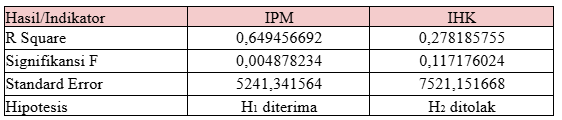 Hasil/Indikator IPM IHK
R Square 0,649456692 0,278185755
Signifikansi F 0,004878234 0,117176024
Standard Error 5241,341564 7521,151668
Hipotesis H1 diterima H2 ditolak